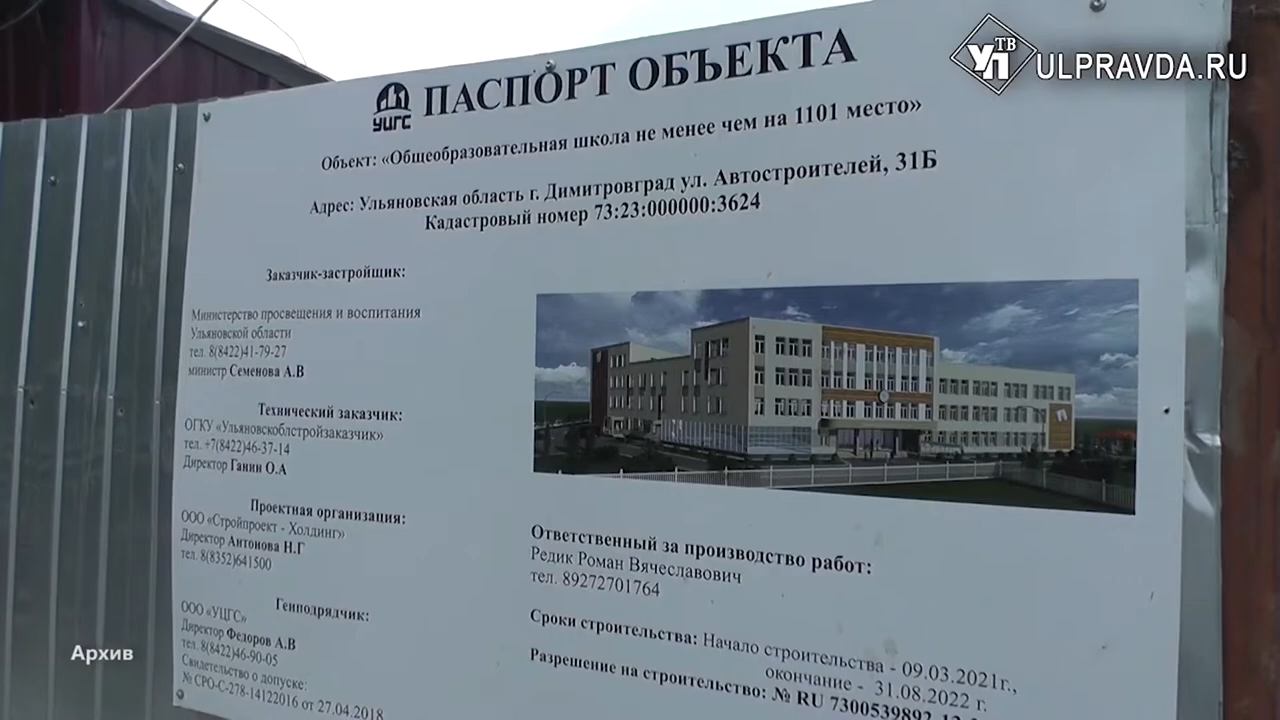 УПТВ
ULPRAVDA.RU
УЦГС
ПАСПОРТ ОБЪЕКТА
Объект: «Общеобразовательная школа не менее чем на 1101 место»
Адрес: Ульяновская область г. Димитровград ул. Автостроителей, 31Б
Кадастровый номер 73:23:000000:3624
Заказчик-застройщик:
Министерство просвещения и воспитания
Ульяновской области
тел. 8(8422)41-79-27
министр Семенова А.В
Технический заказчик:
ОГКУ «Ульяновскоблстройзаказчик»
тел. +7(8422)46-37-14
Директор Ганин О.А
Проектная организация:
ООО «Стройпроект - Холдинг»
Директор Антонова Н.Г
тел. 8(8352)641500
Генподрядчик:
ООО «УЦГС»
Директор Федоров А.В
тел. 8(8422)46-90-05
Свидетельство о допуске:
№ СРО-С-278-14122016 от 27.04.2018
Ответственный за производство работ:
Редик Роман Вячеславович
тел. 89272701764
Сроки строительства: Начало строительства - 09.03.2021г.,
окончание - 31.08.2022 г.
Разрешение на строительство: № RU 7300539892-
Архив